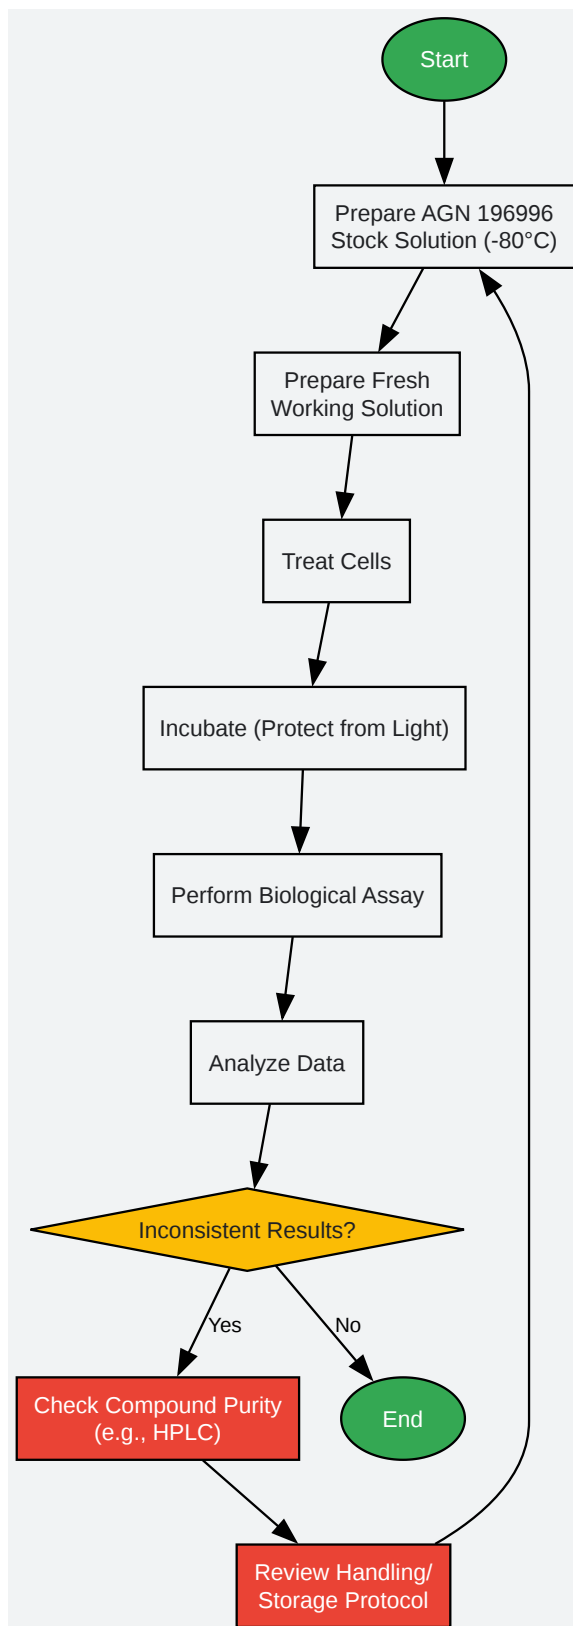 Start
Prepare AGN 196996
Stock Solution (-80°C)
Prepare Fresh
Working Solution
Treat Cells
Incubate (Protect from Light)
Perform Biological Assay
Analyze Data
Inconsistent Results?
Yes
No
Check Compound Purity
(e.g., HPLC)
End
Review Handling/
Storage Protocol